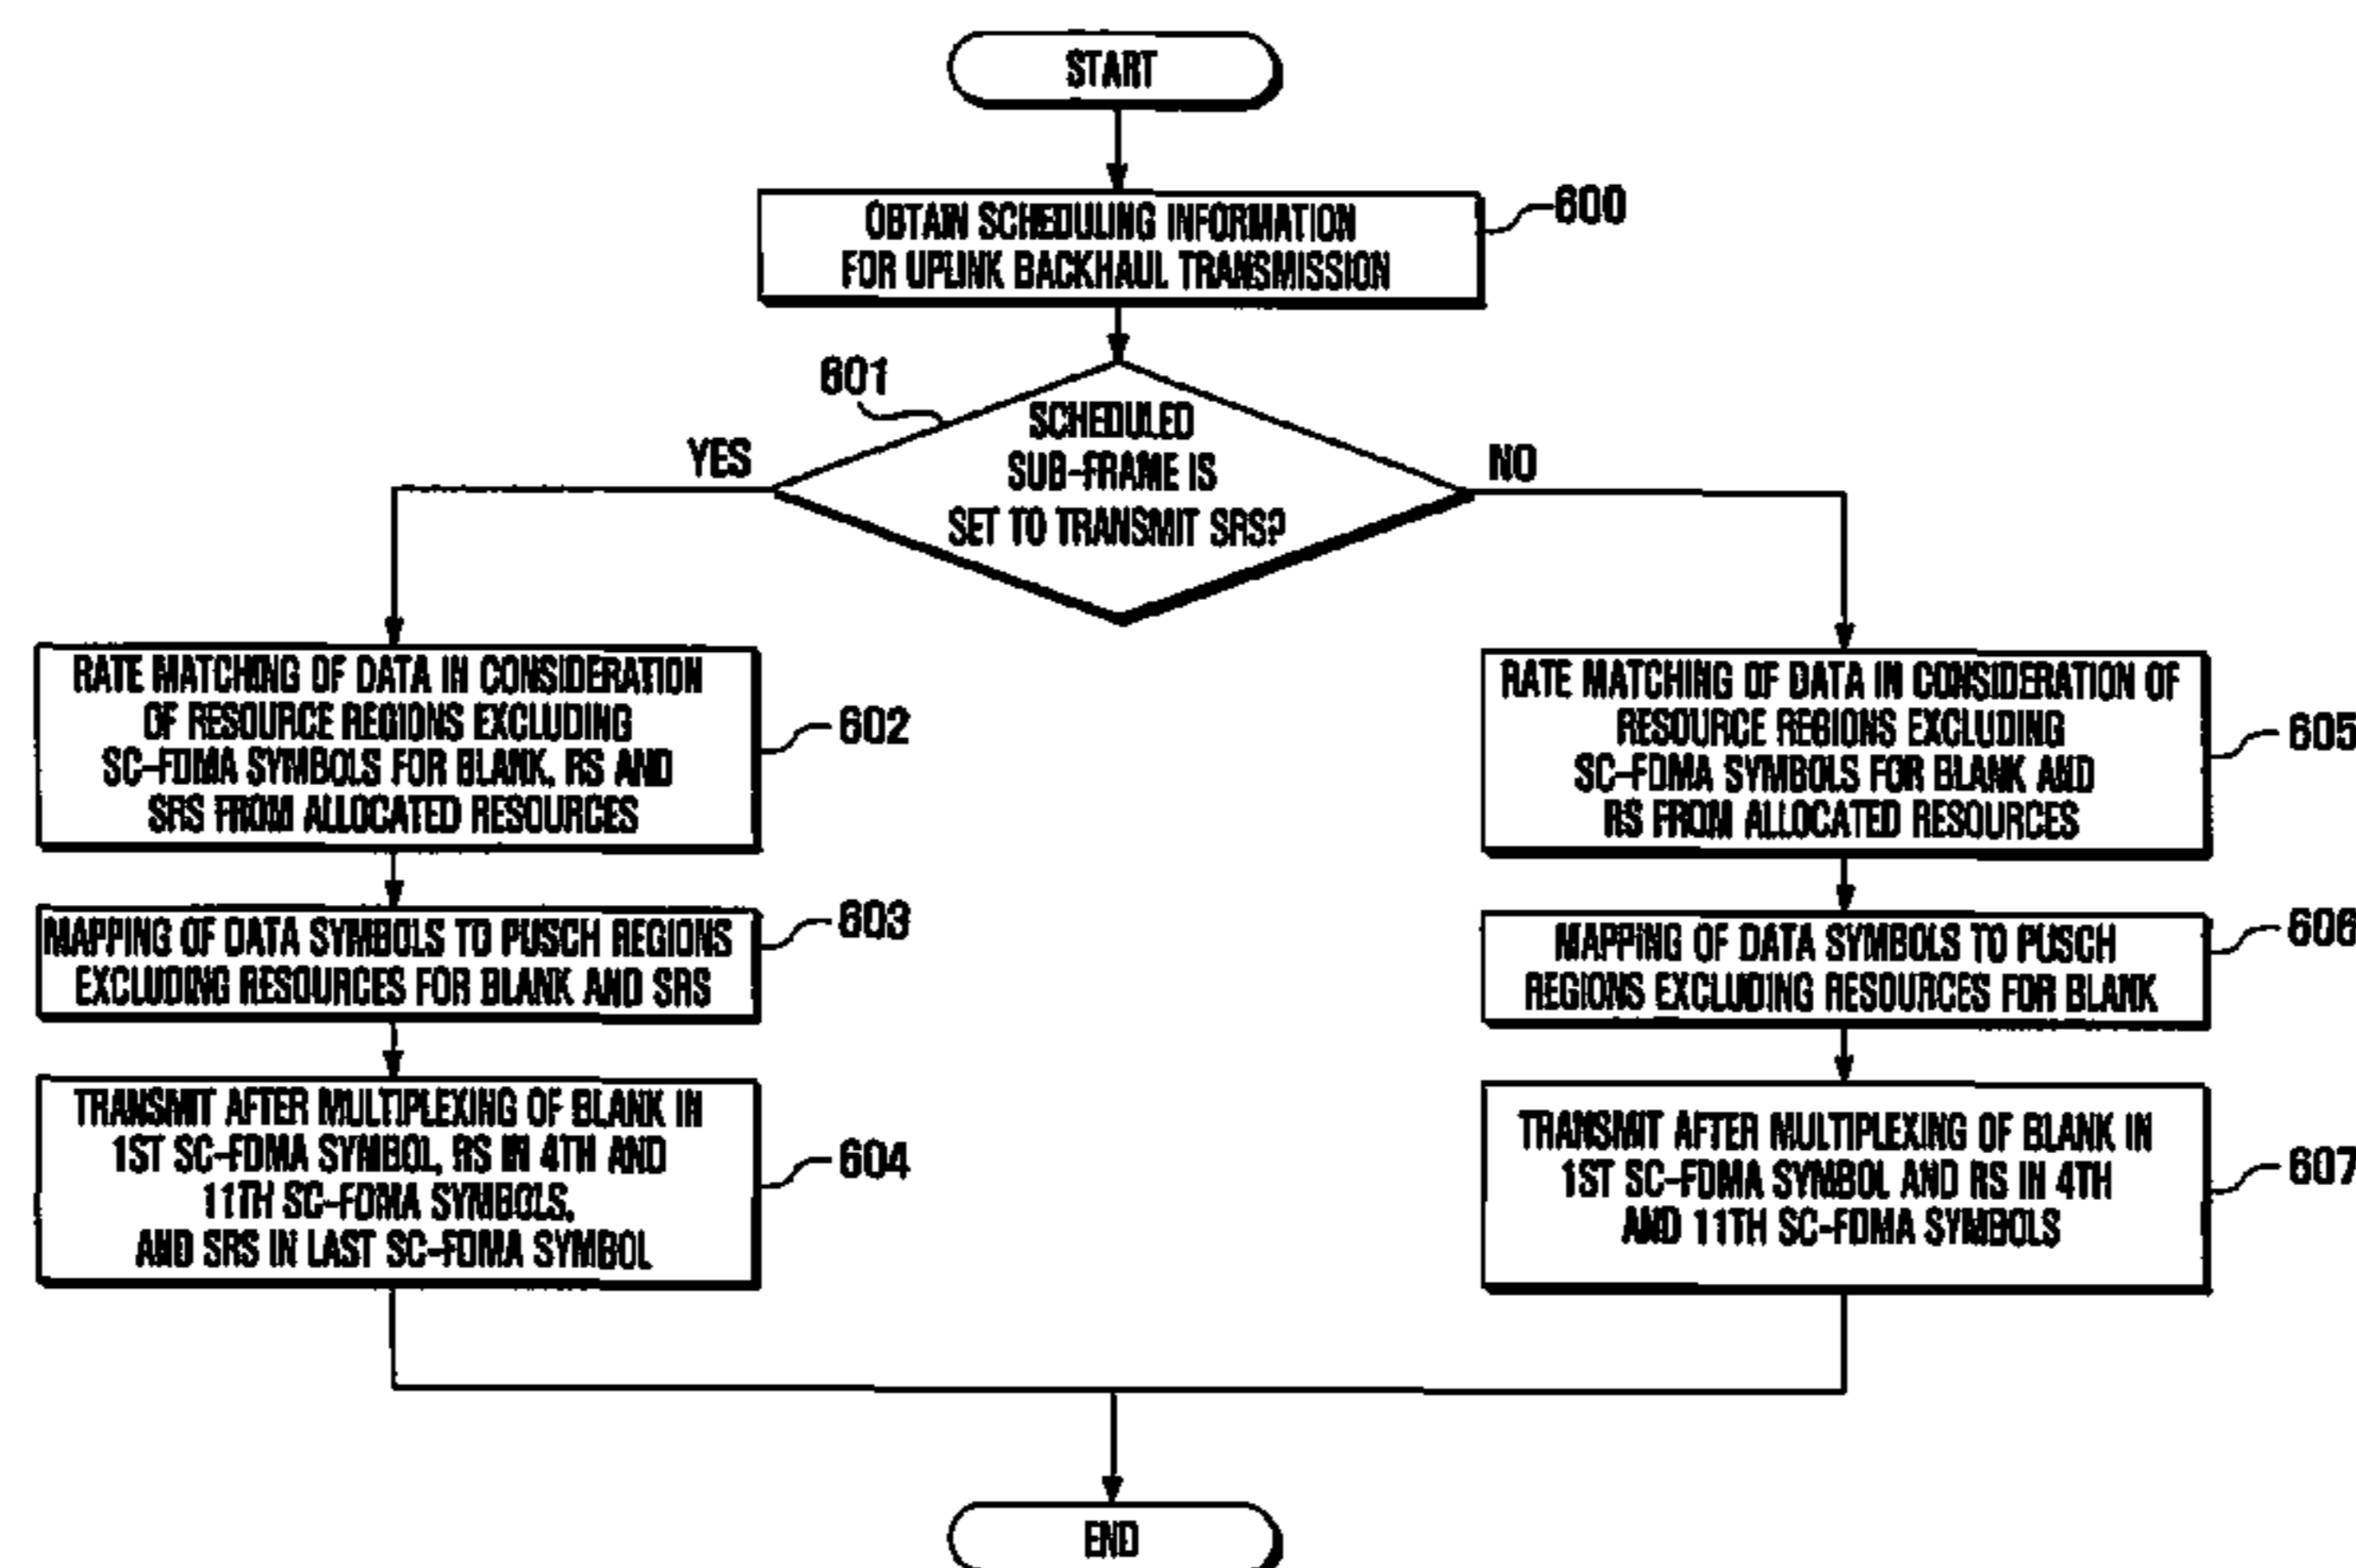 START
OBTAIN SCHEDULING INFORMATION
FOR UPLINK BACKHAUL TRANSMISSION
600
601
SCHEDULED
SUB-FRAME IS
SET TO TRANSMIT SRS?
YES
NO
RATE MATCHING OF DATA IN CONSIDERATION
OF RESOURCE REGIONS EXCLUDING
SC-FDMA SYMBOLS FOR BLANK, RS AND
SRS FROM ALLOCATED RESOURCES
602
MAPPING OF DATA SYMBOLS TO PUSCH REGIONS
EXCLUDING RESOURCES FOR BLANK AND SRS
603
TRANSMIT AFTER MULTIPLEXING OF BLANK IN
1ST SC-FDMA SYMBOL, RS IN 4TH AND
11TH SC-FDMA SYMBOLS,
AND SRS IN LAST SC-FDMA SYMBOL
604
RATE MATCHING OF DATA IN CONSIDERATION OF
RESOURCE REGIONS EXCLUDING
SC-FDMA SYMBOLS FOR BLANK AND
RS FROM ALLOCATED RESOURCES
605
MAPPING OF DATA SYMBOLS TO PUSCH
REGIONS EXCLUDING RESOURCES FOR BLANK
606
TRANSMIT AFTER MULTIPLEXING OF BLANK IN
1ST SC-FDMA SYMBOL AND RS IN 4TH
AND 11TH SC-FDMA SYMBOLS
607
END